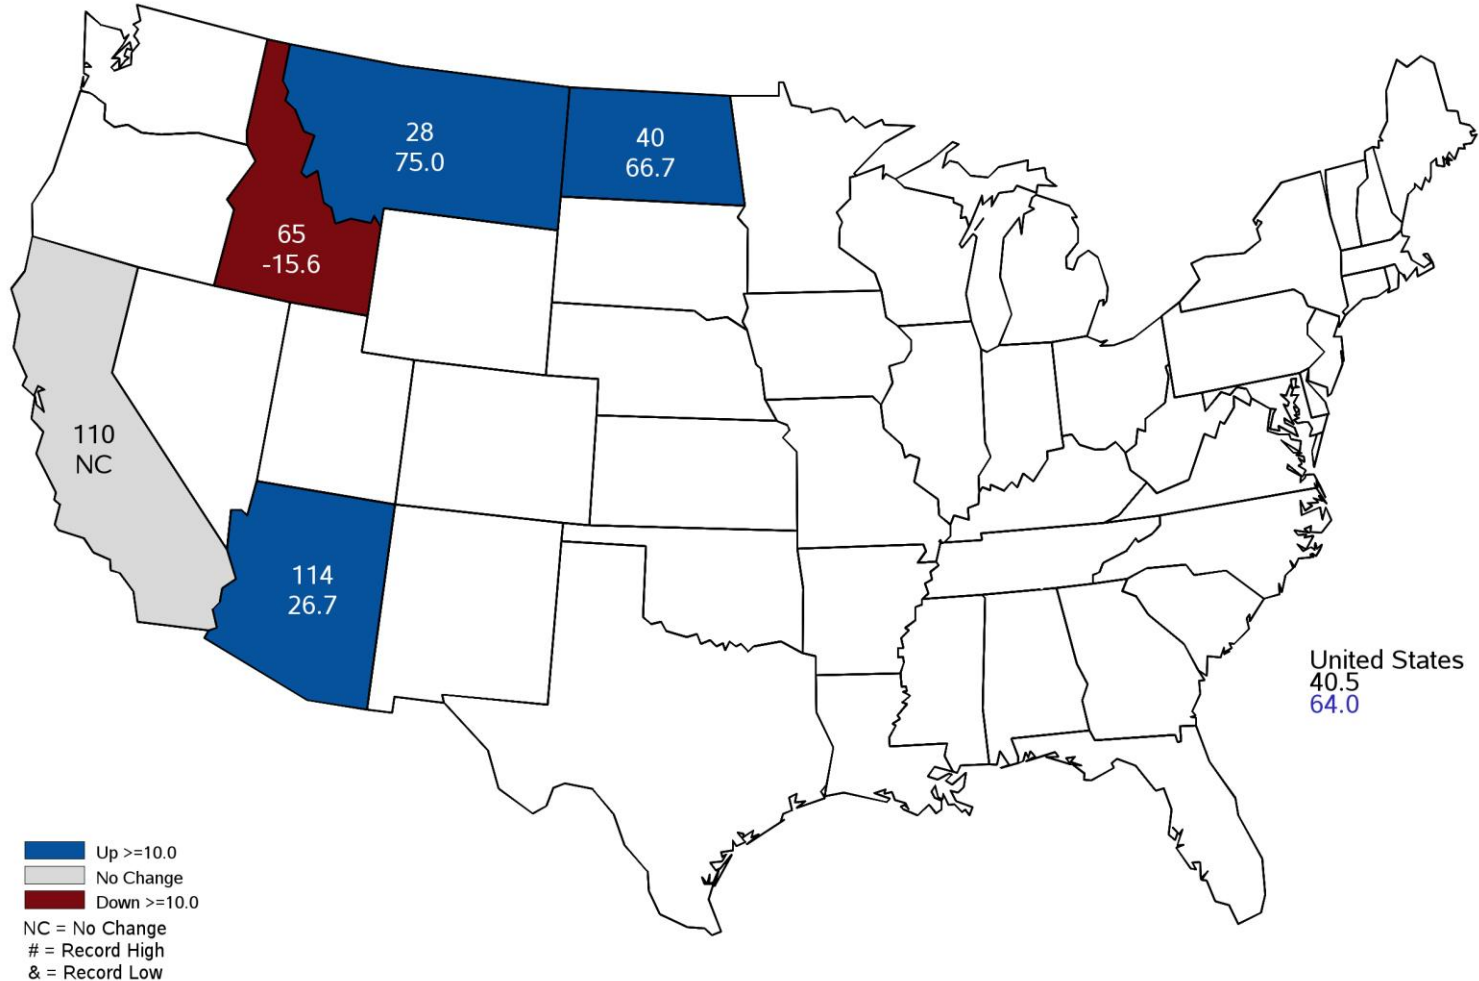 28
75.0
40
66.7
65
-15.6
110
NC
114
26.7
United States
40.5
64.0
Up >=10.0
No Change
Down >=10.0
NC = No Change
# = Record High
& = Record Low